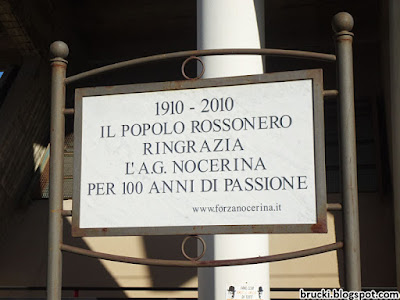 1910 - 2010
IL POPOLO ROSSONERO
RINGRAZIA
L'A.G. NOCERINA
PER 100 ANNI DI PASSIONE
www.forzanocerina.it
brucki.blogspot.com